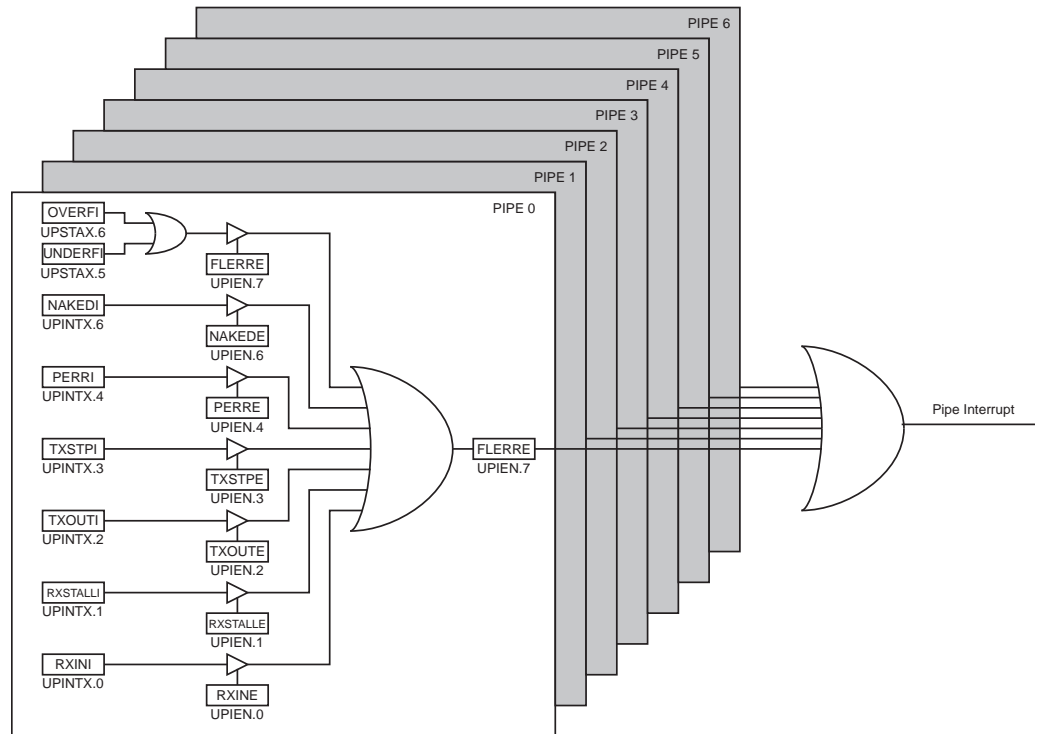 PIPE 6
PIPE 5
PIPE 4
PIPE 3
PIPE 2
PIPE 1
PIPE 0
OVERFI
UPSTAX.6
UNDERFI
UPSTAX.5
FLERRE
UPIEN.7
NAKEDI
UPINTX.6
NAKEDE
UPIEN.6
PERRI
UPINTX.4
PERRE
UPIEN.4
TXSTPI
UPINTX.3
TXSTPE
UPIEN.3
TXOUTI
UPINTX.2
TXOUTE
UPIEN.2
RXSTALLI
UPINTX.1
RXSTALLE
UPIEN.1
RXINI
UPINTX.0
RXINE
UPIEN.0
FLERRE
UPIEN.7
Pipe Interrupt